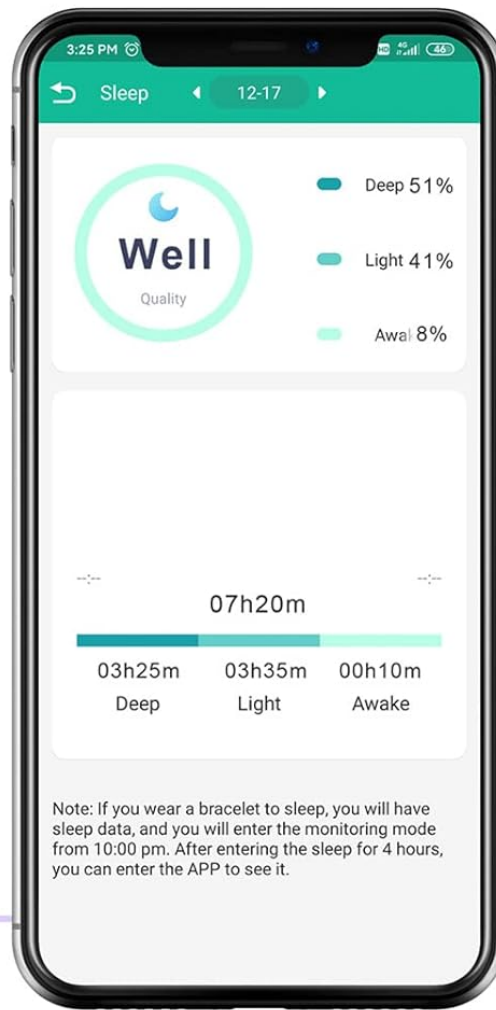 3:25 PM
HD 4G 46
Sleep 12-17
Well
Quality
Deep 51%
Light 41%
Awal 8%
--:-- --:--
07h20m
03h25m 03h35m 00h10m
Deep Light Awake
Note: If you wear a bracelet to sleep, you will have
sleep data, and you will enter the monitoring mode
from 10:00 pm. After entering the sleep for 4 hours,
you can enter the APP to see it.